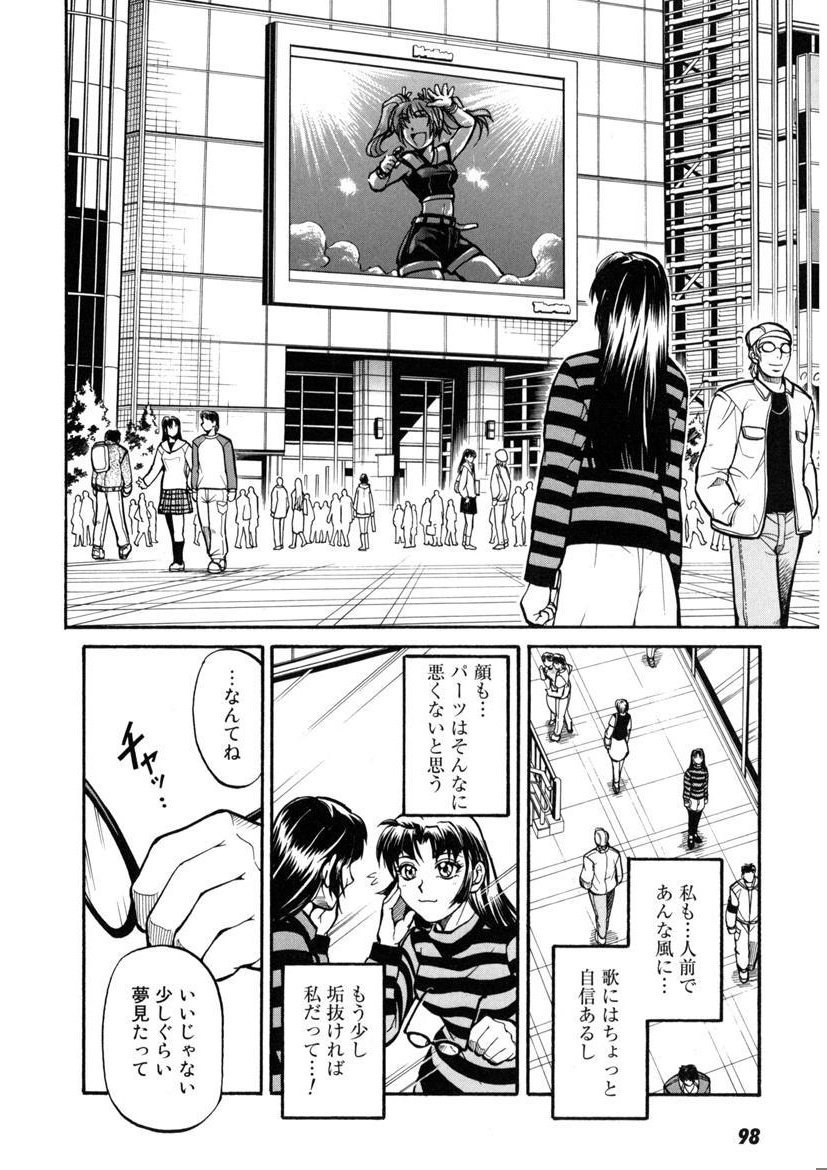 私も…人前で
あんな風に…
歌にはちょっと
自信あるし
顔も…
パーツはそんなに
悪くないと思う
もう少し
垢抜ければ
私だって…！
…なんてね
チャッ…
いいじゃない
少しぐらい
夢見たって
98